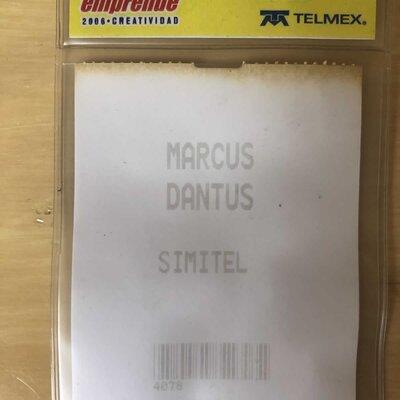 emprende
2006·CREATIVIDAD
TELMEX®
MARCUS
DANTUS
SIMITEL
4078